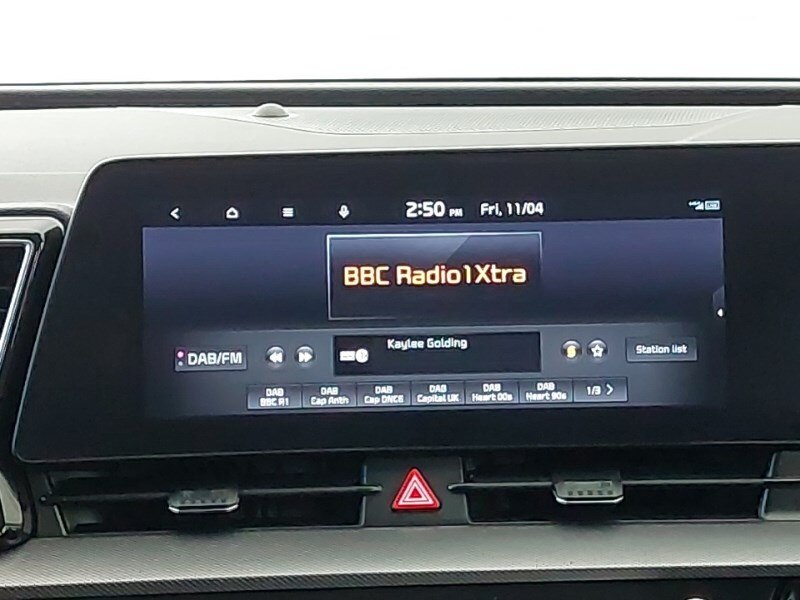 2:50 PM Fri, 11/04
BBC Radio1Xtra
DAB/FM
Kaylee Golding
Station list
DAB
BBC R1
DAB
Cap Anth
DAB
Cap DNCE
DAB
Capital UK
DAB
Heart 00s
DAB
Heart 90s
1/3